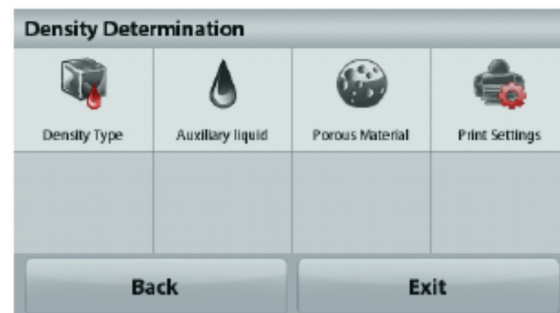 Density Determination
Density Type Auxiliary liquid Porous Material Print Settings
Back Exit